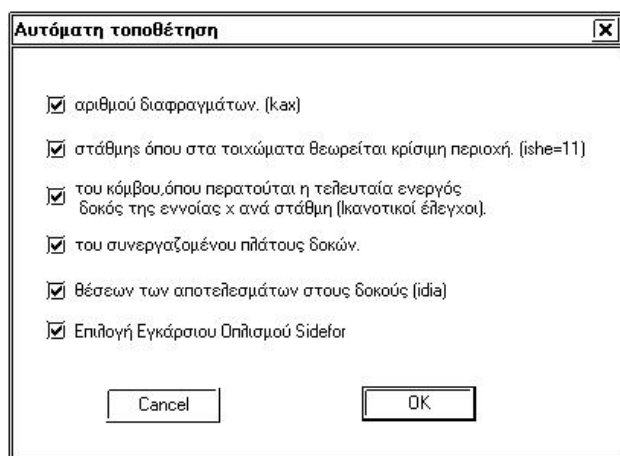 Αυτόματη τοποθέτηση
αριθμού διαφραγμάτων. (kax)
στάθμης όπου στα τοιχώματα θεωρείται κρίσιμη περιοχή. (ishe=11)
του κόμβου,όπου περατούται η τελευταία ενεργός
δοκός της εννοίας x ανά στάθμη (Ικανοτικοί έλεγχοι).
του συνεργαζομένου πλάτους δοκών.
θέσεων των αποτελεσμάτων στους δοκούς (idia)
Επιλογή Εγκάρσιου Οπλισμού Sidefor
Cancel
OK